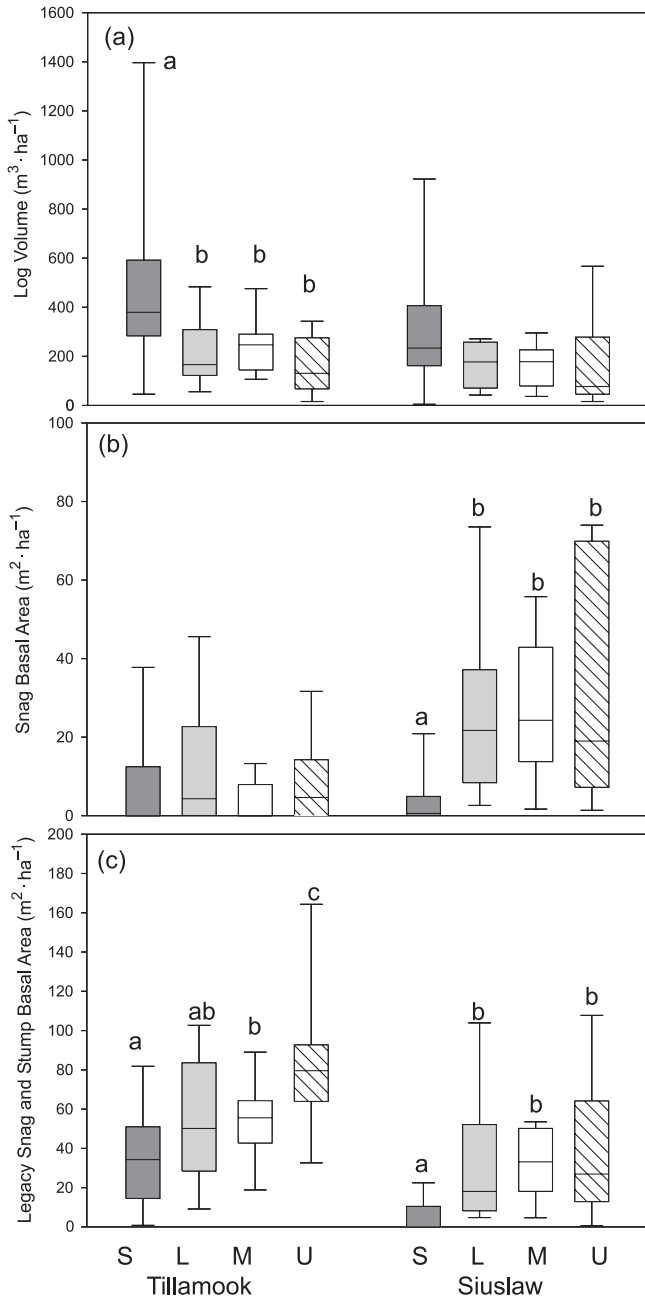 (a)
Log Volume (m³·ha⁻¹)
1600
1400
1200
1000
800
600
400
200
0
a
b
b
b
(b)
Snag Basal Area (m²·ha⁻¹)
100
80
60
40
20
0
a
b
b
b
(c)
Legacy Snag and Stump Basal Area (m²·ha⁻¹)
200
180
160
140
120
100
80
60
40
20
0
a
ab
b
c
a
b
b
b
S L M U S L M U
Tillamook Siuslaw